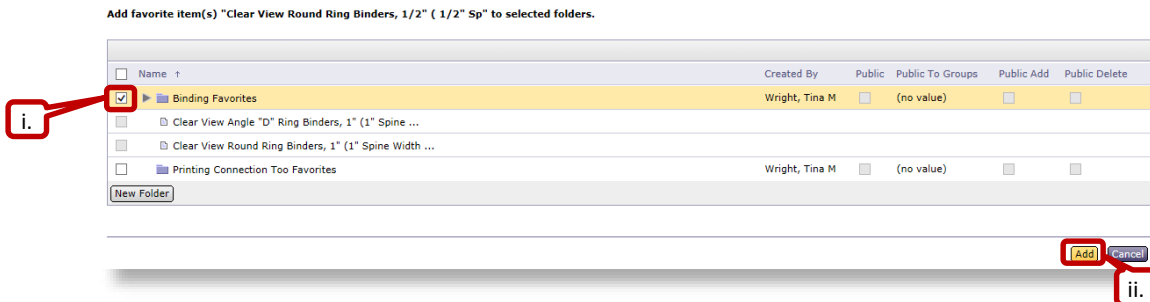 Add favorite item(s) "Clear View Round Ring Binders, 1/2" ( 1/2" Sp" to selected folders.
Name ↑ Created By Public Public To Groups Public Add Public Delete
i.
Binding Favorites Wright, Tina M (no value)
Clear View Angle "D" Ring Binders, 1" (1" Spine ...
Clear View Round Ring Binders, 1" (1" Spine Width ...
Printing Connection Too Favorites Wright, Tina M (no value)
New Folder
Add Cancel
ii.